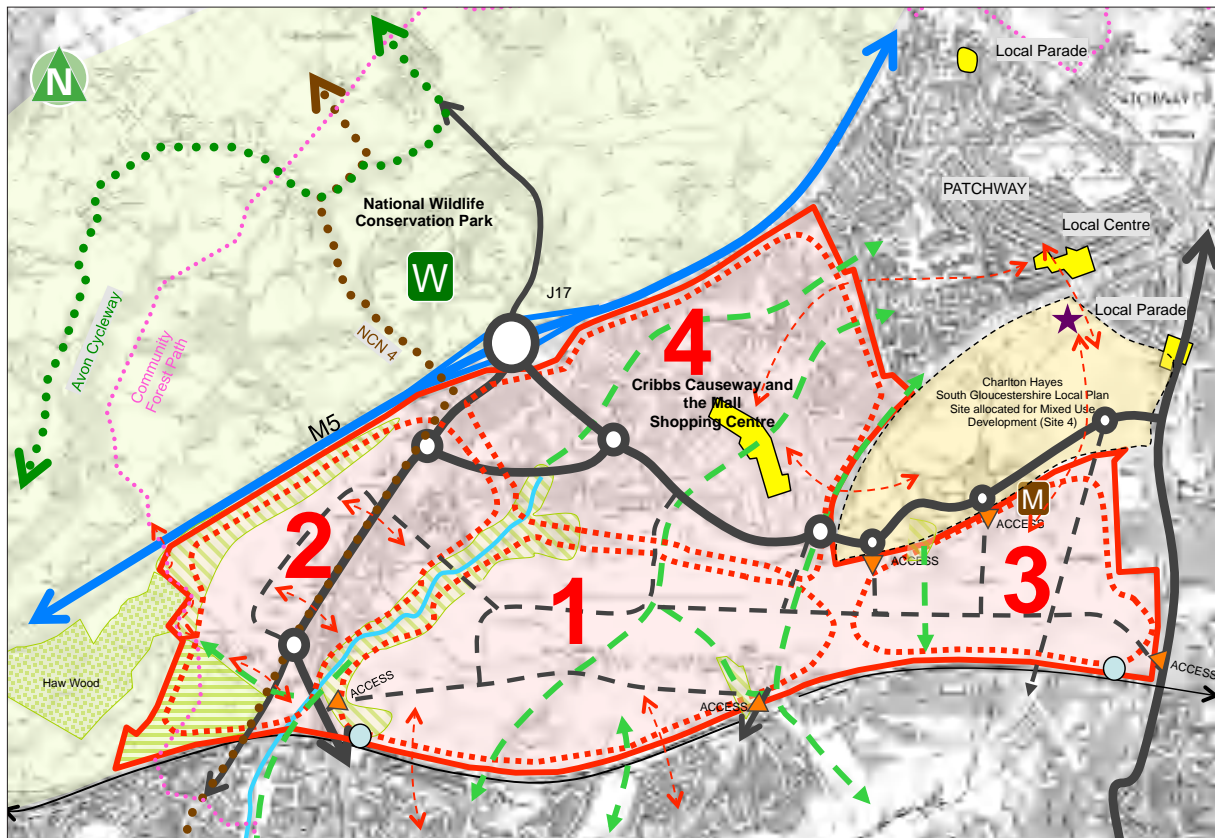 N
Local Parade
PATCHWAY
Local Centre
National Wildlife
Conservation Park
W
J17
Local Parade
NCN 4
Avon Cycleway
Community
Forest Path
4
Cribbs Causeway and
the Mall
Shopping Centre
Charlton Hayes
South Gloucestershire Local Plan
Site allocated for Mixed Use
Development (Site 4)
M5
M
ACCESS
2
ACCESS
3
1
Haw Wood
ACCESS
ACCESS
ACCESS